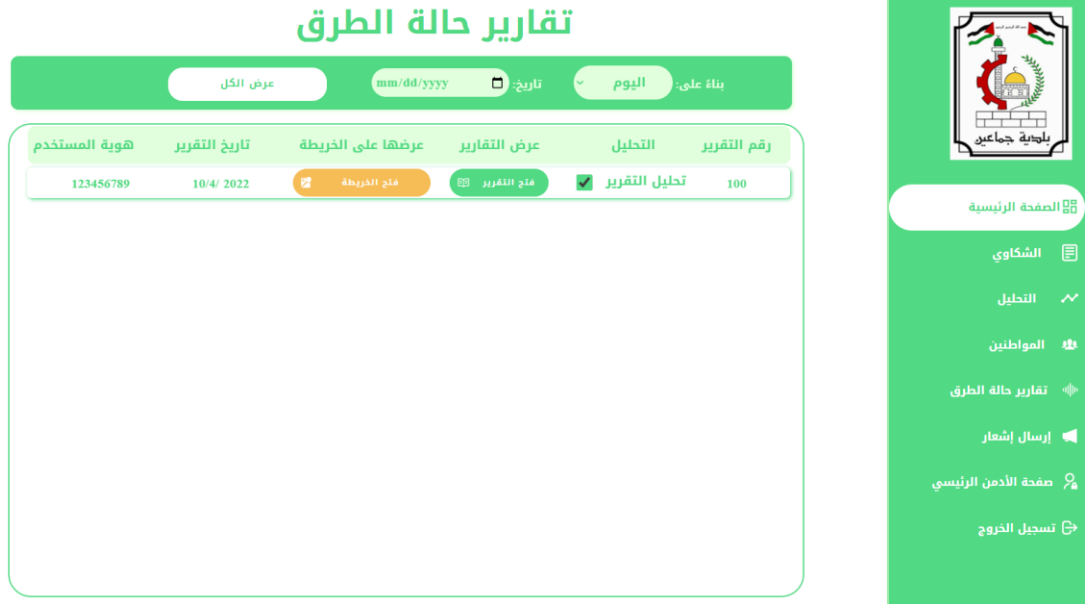 تقارير حالة الطرق
بناءً على: اليوم تاريخ: mm/dd/yyyy عرض الكل
رقم التقرير التحليل عرض التقارير عرضها على الخريطة تاريخ التقرير هوية المستخدم
100 تحليل التقرير فتح التقرير فتح الخريطة 10/4/ 2022 123456789
بلدية جماعين
الصفحة الرئيسية
الشكاوي
التحليل
المواطنين
تقارير حالة الطرق
إرسال إشعار
صفحة الأدمن الرئيسي
تسجيل الخروج